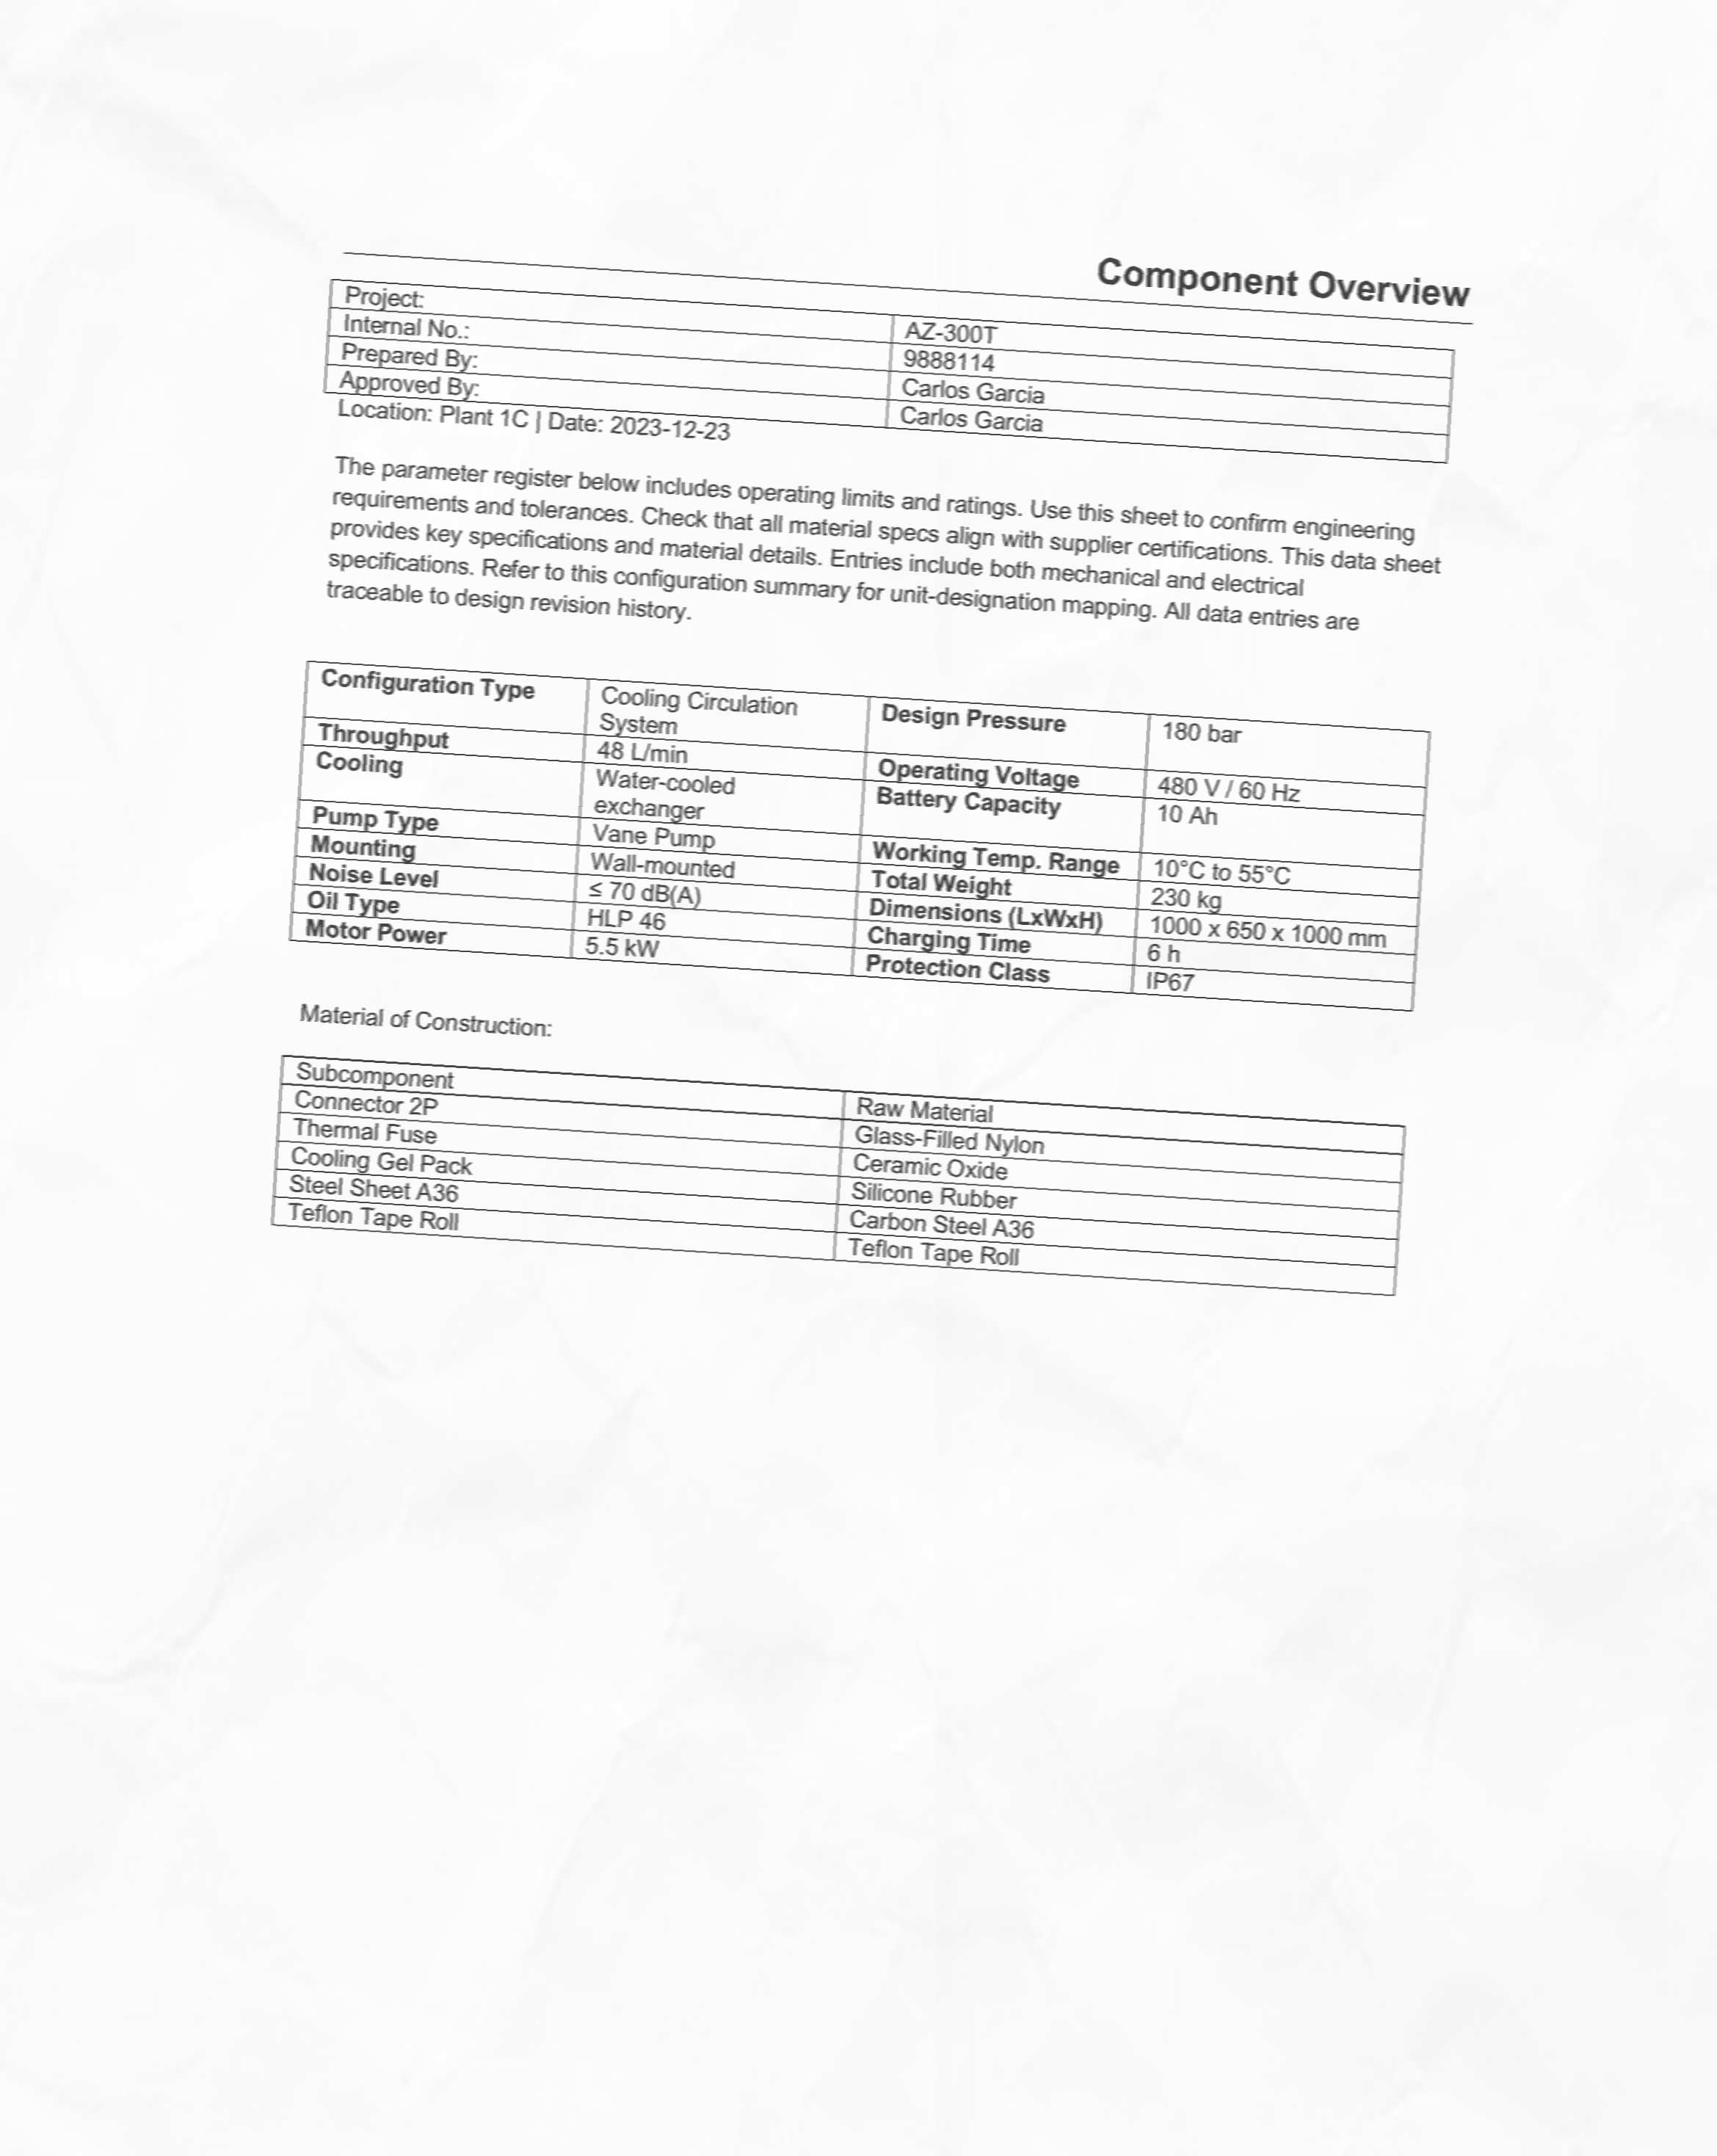 Component Overview
Project: AZ-300T
Internal No.: 9888114
Prepared By: Carlos Garcia
Approved By: Carlos Garcia
Location: Plant 1C | Date: 2023-12-23
The parameter register below includes operating limits and ratings. Use this sheet to confirm engineering
requirements and tolerances. Check that all material specs align with supplier certifications. This data sheet
provides key specifications and material details. Entries include both mechanical and electrical
specifications. Refer to this configuration summary for unit-designation mapping. All data entries are
traceable to design revision history.
Configuration Type Cooling Circulation System Design Pressure 180 bar
Throughput 48 L/min Operating Voltage 480 V / 60 Hz
Cooling Water-cooled exchanger Battery Capacity 10 Ah
Pump Type Vane Pump Working Temp. Range 10°C to 55°C
Mounting Wall-mounted Total Weight 230 kg
Noise Level ≤ 70 dB(A) Dimensions (LxWxH) 1000 x 650 x 1000 mm
Oil Type HLP 46 Charging Time 6 h
Motor Power 5.5 kW Protection Class IP67
Material of Construction:
Subcomponent Raw Material
Connector 2P Glass-Filled Nylon
Thermal Fuse Ceramic Oxide
Cooling Gel Pack Silicone Rubber
Steel Sheet A36 Carbon Steel A36
Teflon Tape Roll Teflon Tape Roll